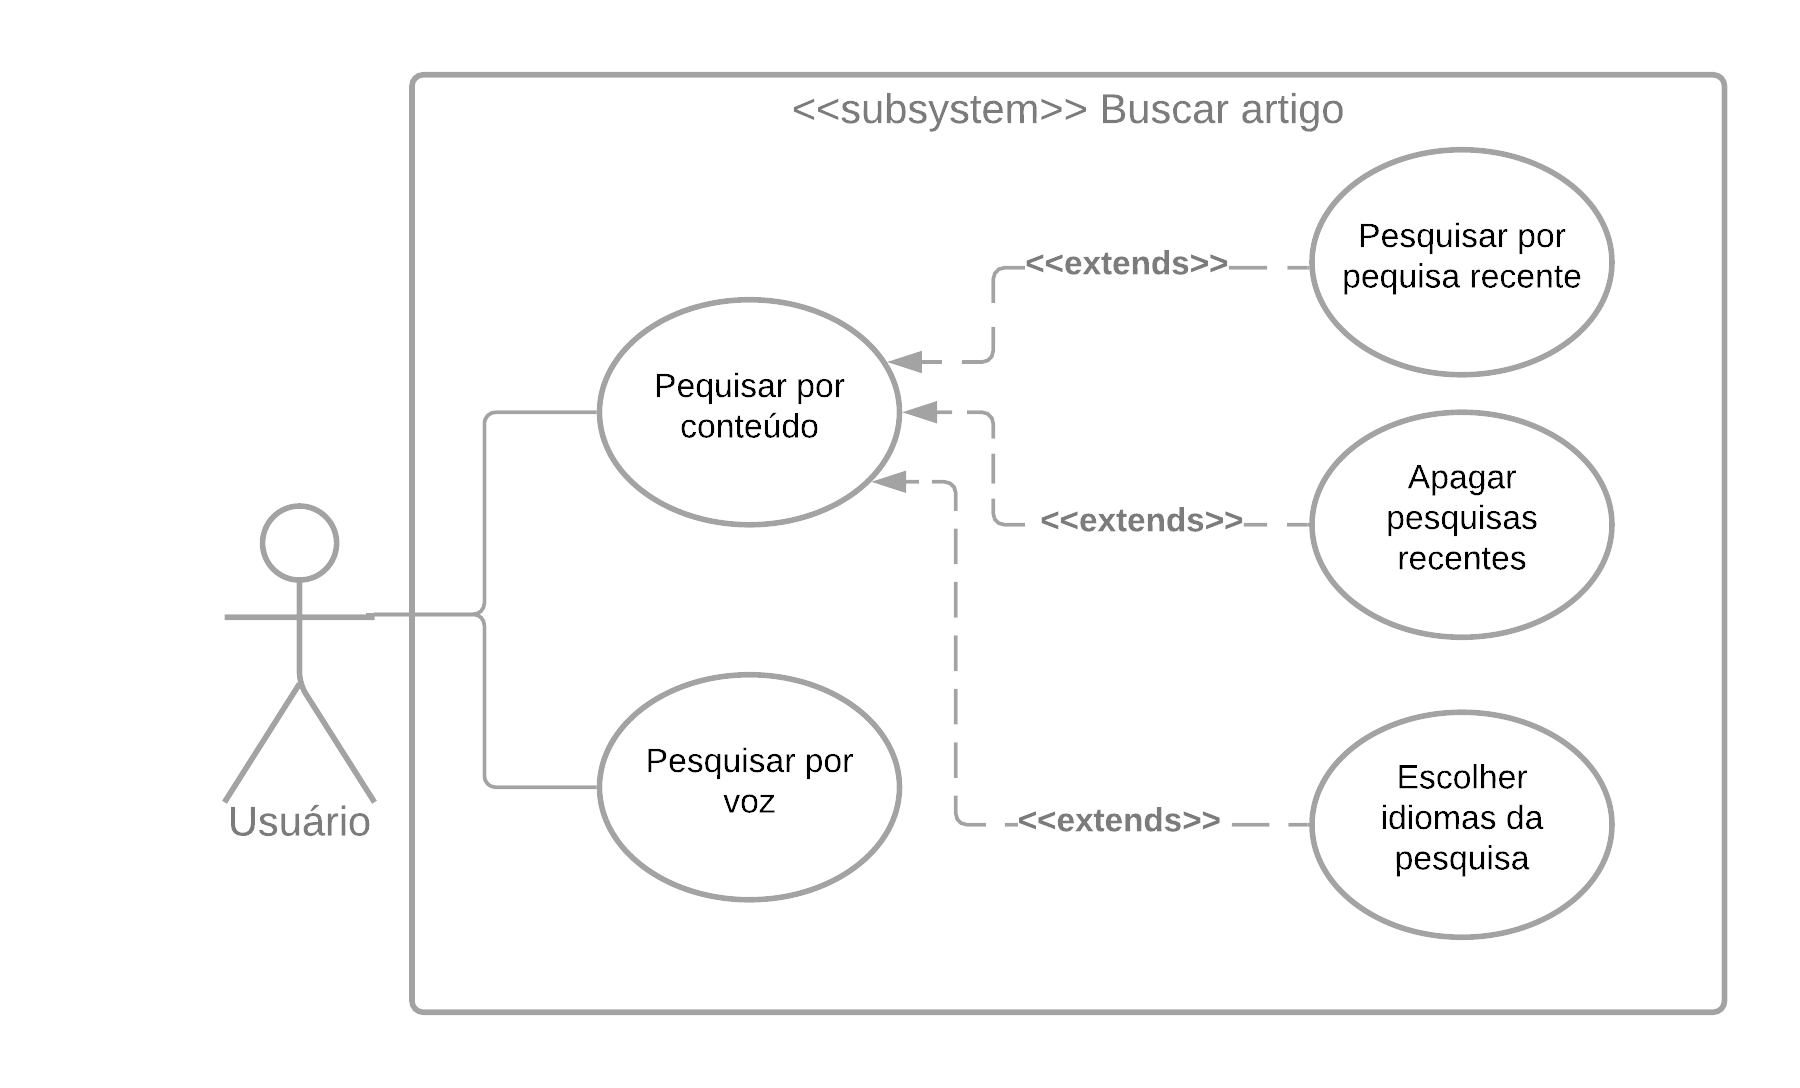 <<subsystem>> Buscar artigo
Pesquisar por
pequisa recente
<<extends>>
Pequisar por
conteúdo
Apagar
pesquisas
recentes
<<extends>>
Pesquisar por
voz
Escolher
idiomas da
pesquisa
<<extends>>
Usuário